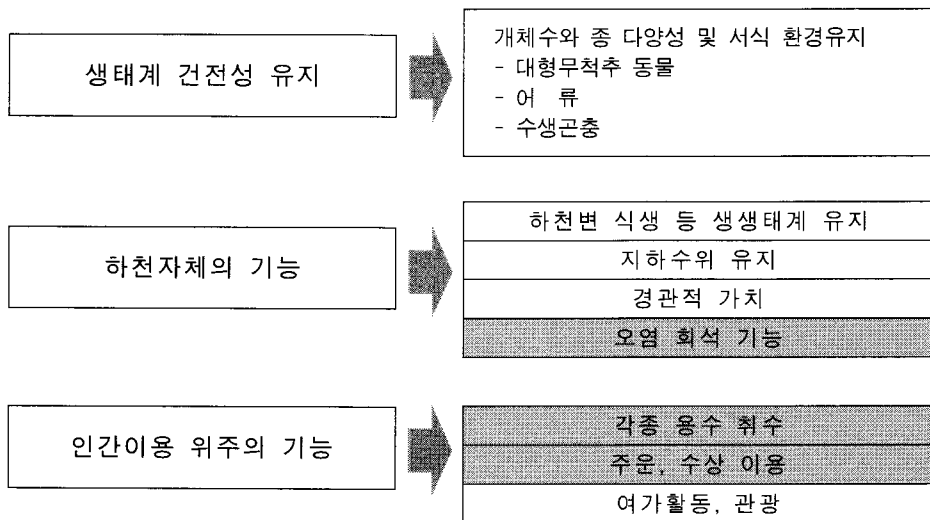 생태계 건전성 유지
개체수와 종 다양성 및 서식 환경유지
- 대형무척추 동물
- 어 류
- 수생곤충
하천자체의 기능
하천변 식생 등 생생태계 유지
지하수위 유지
경관적 가치
오염 희석 기능
인간이용 위주의 기능
각종 용수 취수
주운, 수상 이용
여가활동, 관광